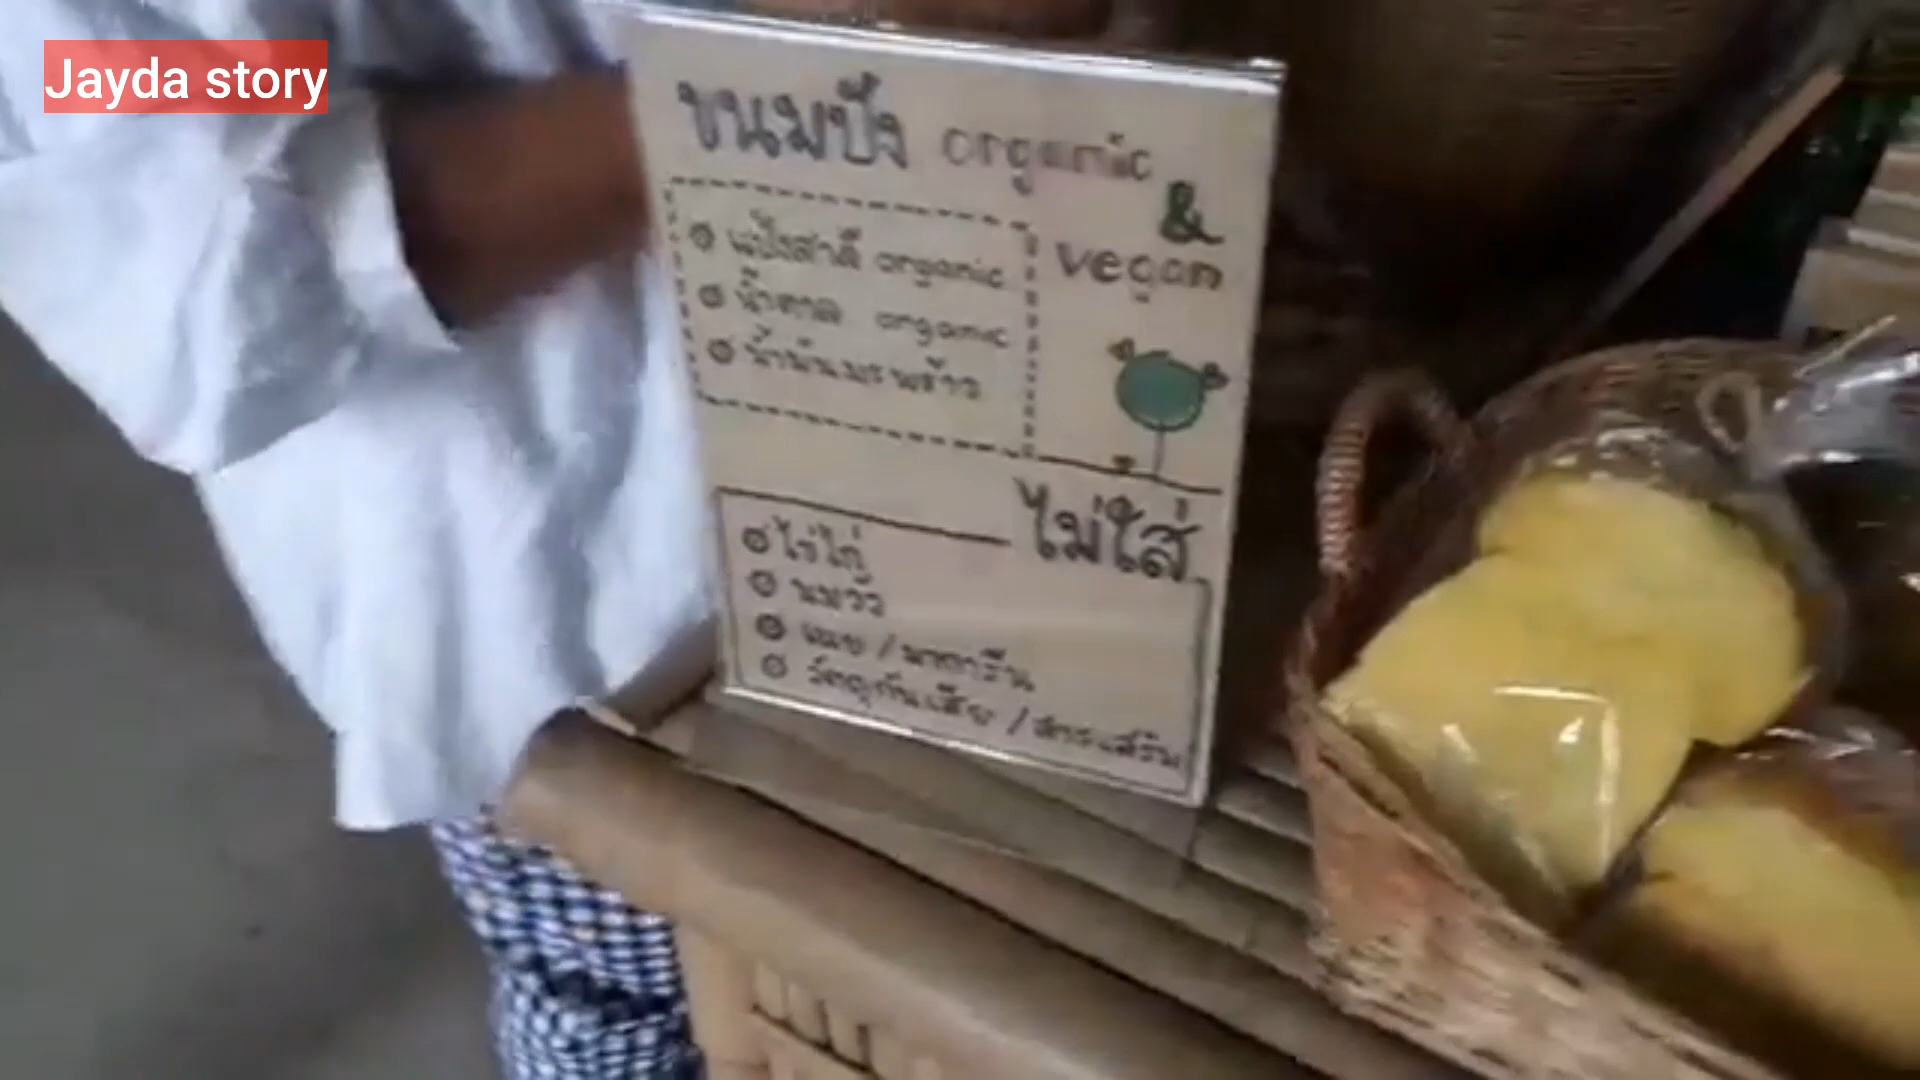 Jayda story
ขนมปัง organic
& vegan
แป้งสาลี organic
น้ำตาล organic
น้ำมันมะพร้าว
ไม่ใส่
ไข่ไก่
นมวัว
เนย / มาการีน
วัตถุกันเสีย / สารเสริม